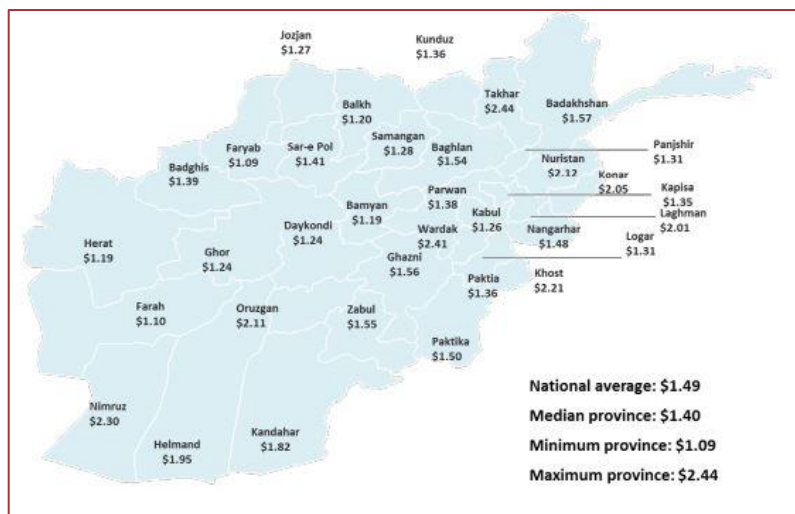 Jozjan
$1.27
Kunduz
$1.36
Takhar
$2.44
Badakhshan
$1.57
Balkh
$1.20
Samangan
$1.28
Baghlan
$1.54
Faryab
$1.09
Sar-e Pol
$1.41
Badghis
$1.39
Panjshir
$1.31
Nuristan
$2.12
Konar
$2.05
Kapisa
$1.35
Laghman
$2.01
Parwan
$1.38
Bamyan
$1.19
Kabul
$1.26
Daykondi
$1.24
Wardak
$2.41
Nangarhar
$1.48
Logar
$1.31
Herat
$1.19
Ghor
$1.24
Ghazni
$1.56
Paktia
$1.36
Khost
$2.21
Farah
$1.10
Oruzgan
$2.11
Zabul
$1.55
Paktika
$1.50
Nimruz
$2.30
Helmand
$1.95
Kandahar
$1.82
National average: $1.49
Median province: $1.40
Minimum province: $1.09
Maximum province: $2.44